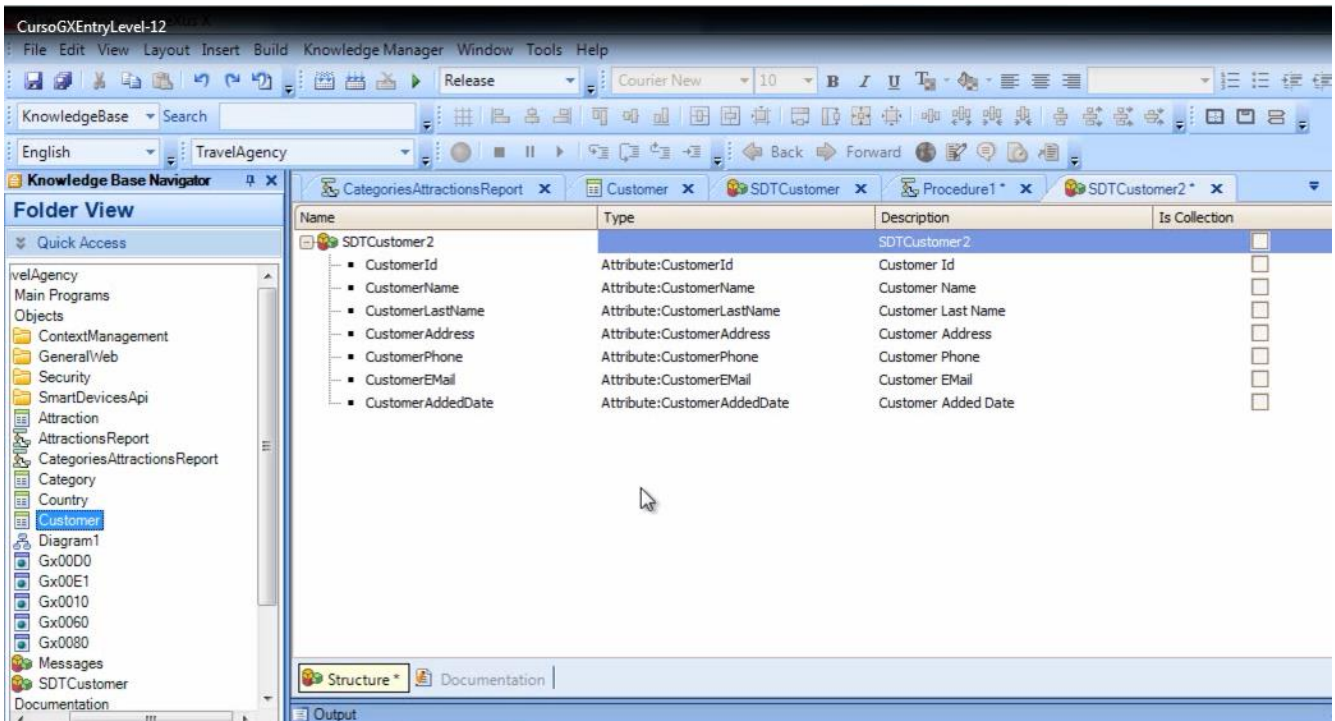 CursoGXEntryLevel-12
File Edit View Layout Insert Build Knowledge Manager Window Tools Help
Release Courier New 10 B I U
KnowledgeBase Search
English TravelAgency Back Forward
Knowledge Base Navigator
CategoriesAttractionsReport Customer SDTCustomer Procedure1 * SDTCustomer2 *
Folder View
Name Type Description Is Collection
Quick Access
SDTCustomer2 SDTCustomer2
CustomerId Attribute:CustomerId Customer Id
CustomerName Attribute:CustomerName Customer Name
CustomerLastName Attribute:CustomerLastName Customer Last Name
CustomerAddress Attribute:CustomerAddress Customer Address
CustomerPhone Attribute:CustomerPhone Customer Phone
CustomerEMail Attribute:CustomerEMail Customer EMail
CustomerAddedDate Attribute:CustomerAddedDate Customer Added Date
velAgency
Main Programs
Objects
ContextManagement
GeneralWeb
Security
SmartDevicesApi
Attraction
AttractionsReport
CategoriesAttractionsReport
Category
Country
Customer
Diagram1
Gx00D0
Gx00E1
Gx0010
Gx0060
Gx0080
Messages
SDTCustomer
Documentation
Structure * Documentation
Output